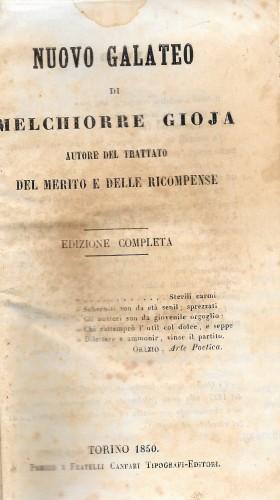 NUOVO GALATEO
DI
MELCHIORRE GIOJA
AUTORE DEL TRATTATO
DEL MERITO E DELLE RICOMPENSE
EDIZIONE COMPLETA
. . . . . . . . . . . . Sterili carmi
son da età senil; sprezzati
Gli austeri son da giovenile orgoglio:
Chi rattemprò l'util col dolce, e seppe
Dilettare e ammonir, vinse il partito.
ORAZIO, Arte Poetica.
TORINO 1850.
FRATELLI CANFARI TIPOGRAFI-EDITORI.